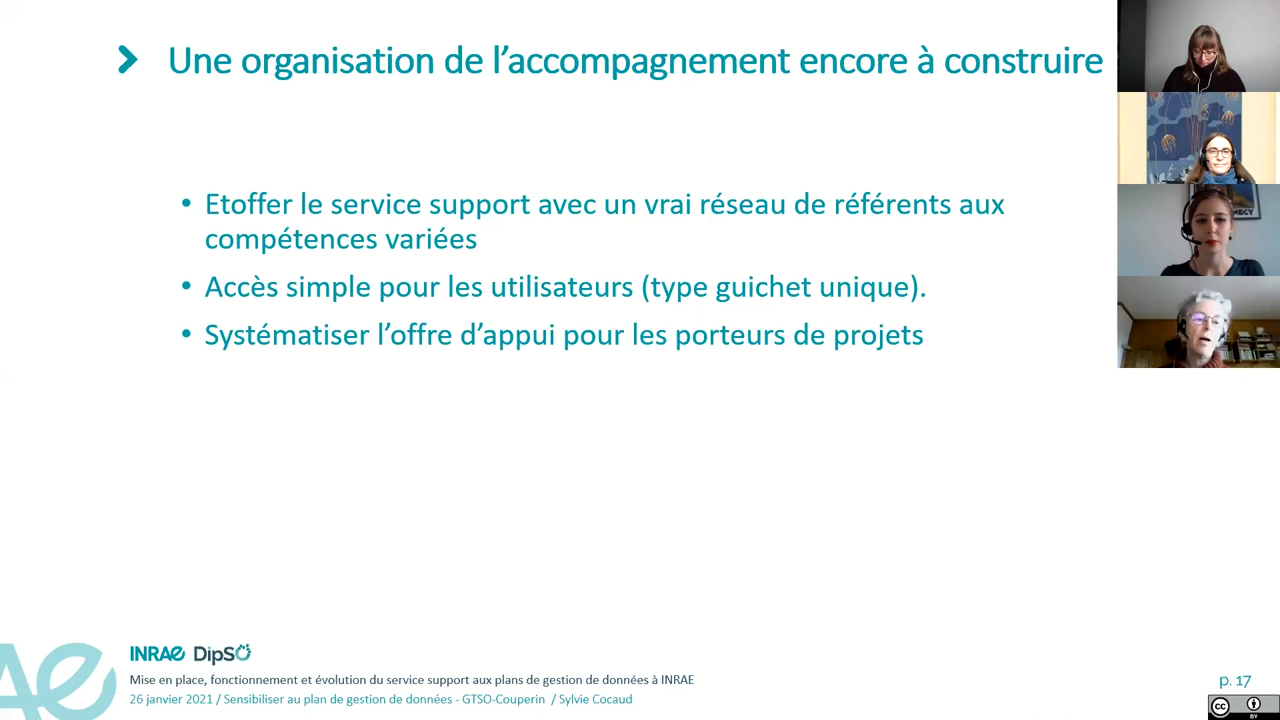 Une organisation de l’accompagnement encore à construire
• Etoffer le service support avec un vrai réseau de référents aux
compétences variées
• Accès simple pour les utilisateurs (type guichet unique).
• Systématiser l’offre d’appui pour les porteurs de projets
INRAE DipSO
Mise en place, fonctionnement et évolution du service support aux plans de gestion de données à INRAE
26 janvier 2021 / Sensibiliser au plan de gestion de données - GTSO-Couperin / Sylvie Cocaud
p. 17
cc
BY